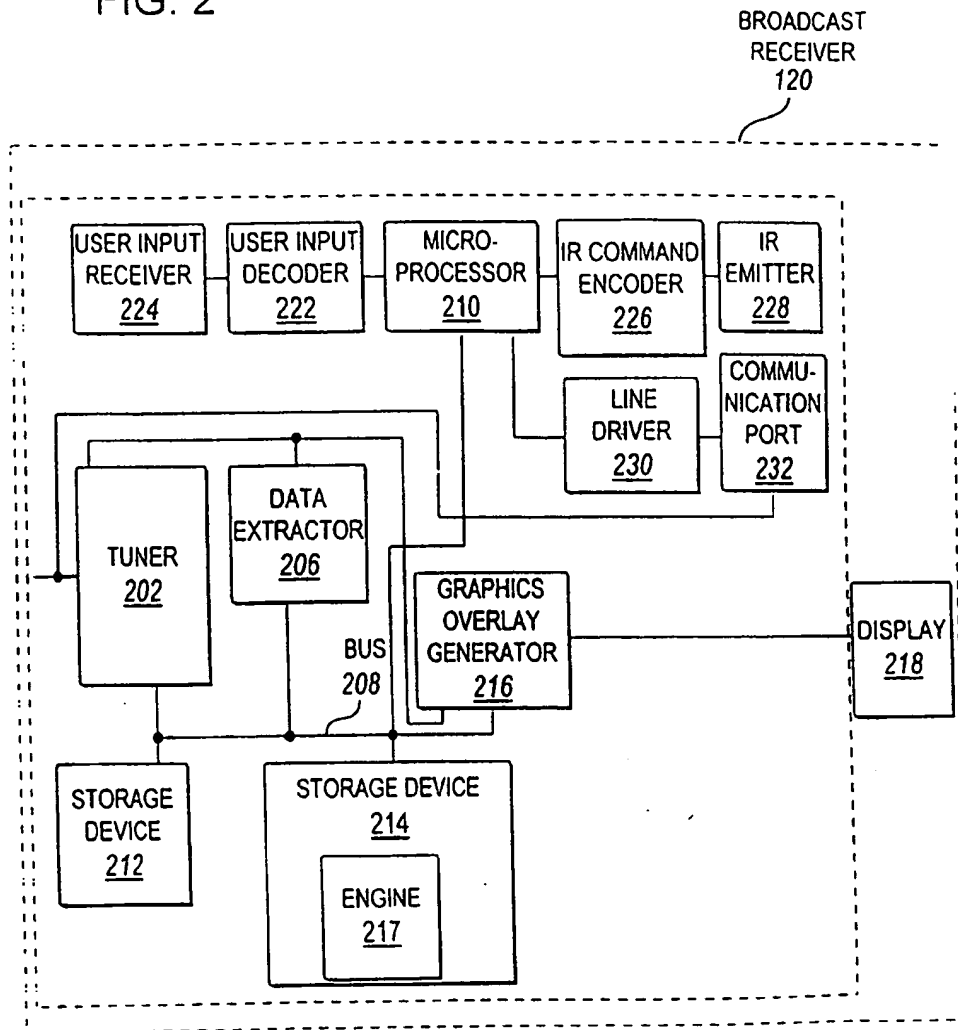 FIG. 2
BROADCAST
RECEIVER
120
USER INPUT
RECEIVER
224
USER INPUT
DECODER
222
MICRO-
PROCESSOR
210
IR COMMAND
ENCODER
226
IR
EMITTER
228
LINE
DRIVER
230
COMMU-
NICATION
PORT
232
TUNER
202
DATA
EXTRACTOR
206
GRAPHICS
OVERLAY
GENERATOR
216
DISPLAY
218
BUS
208
STORAGE
DEVICE
212
STORAGE DEVICE
214
ENGINE
217